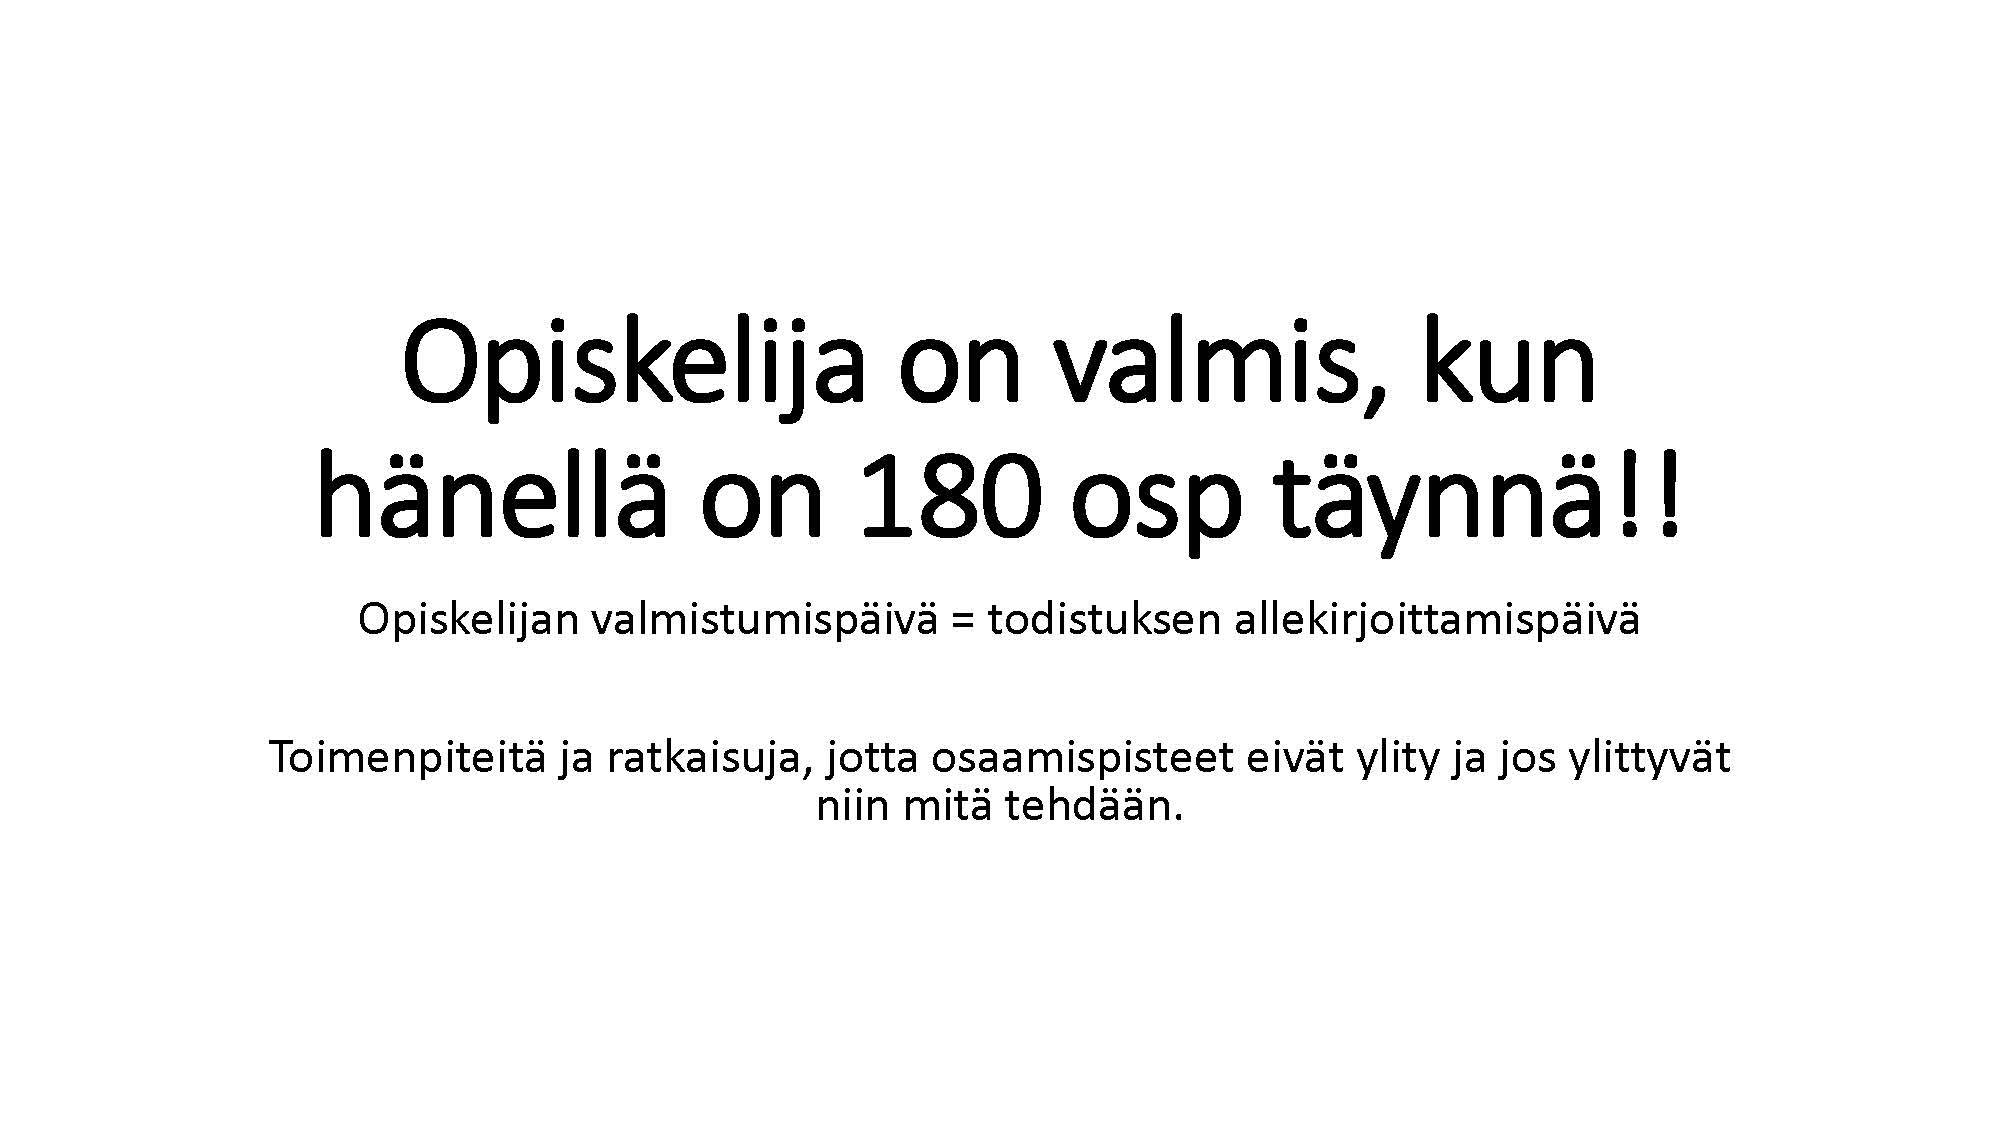 Opiskelija on valmis, kun
hänellä on 180 osp täynnä!!
Opiskelijan valmistumispäivä = todistuksen allekirjoittamispäivä
Toimenpiteitä ja ratkaisuja, jotta osaamispisteet eivät ylity ja jos ylittyvät
niin mitä tehdään.